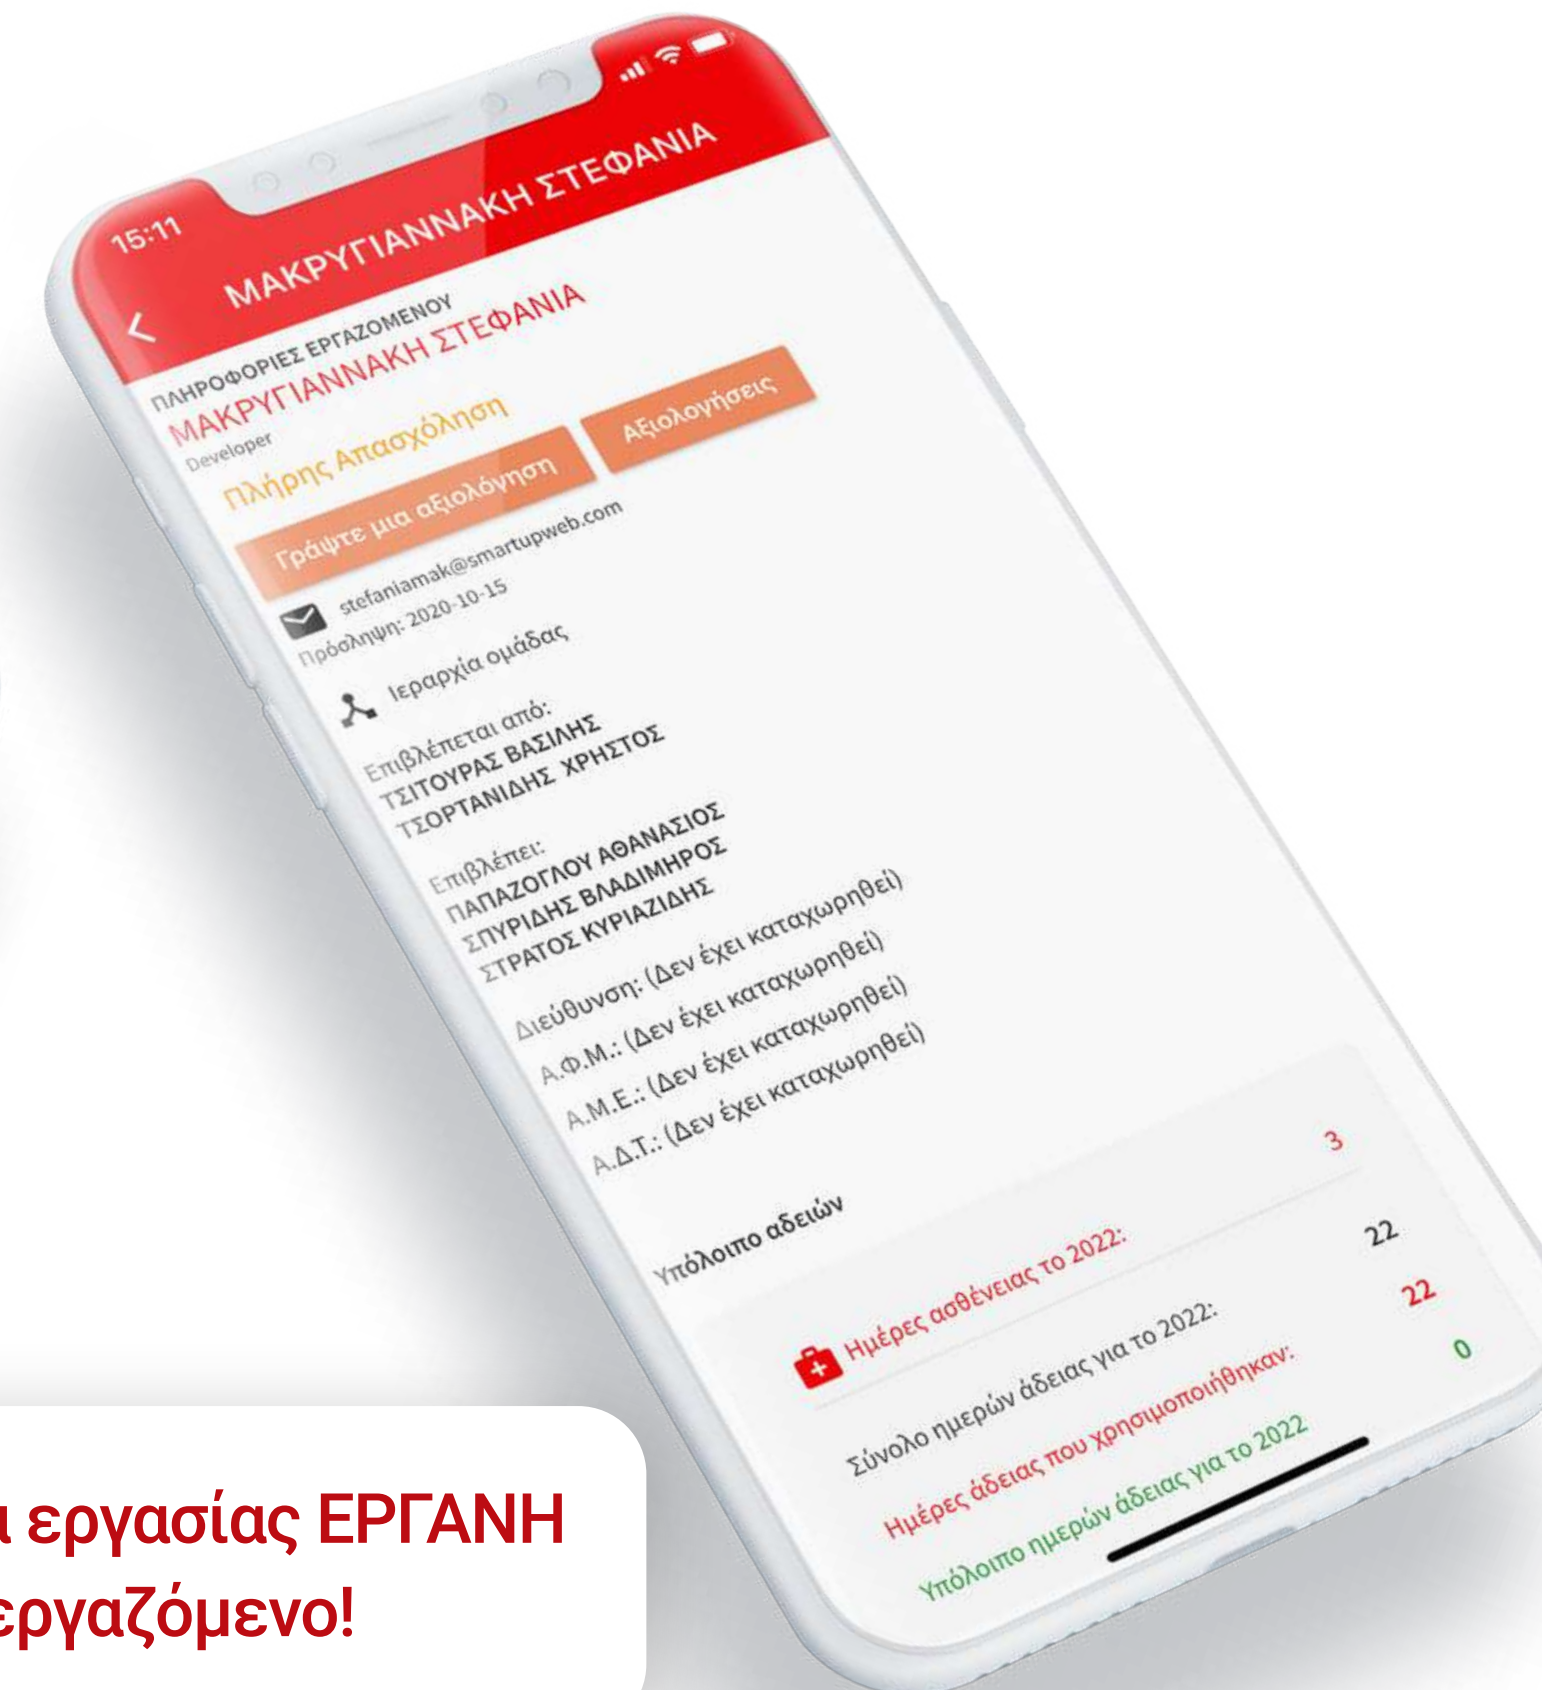 15:11
ΜΑΚΡΥΓΙΑΝΝΑΚΗ ΣΤΕΦΑΝΙΑ
ΠΛΗΡΟΦΟΡΙΕΣ ΕΡΓΑΖΟΜΕΝΟΥ
ΜΑΚΡΥΓΙΑΝΝΑΚΗ ΣΤΕΦΑΝΙΑ
Developer
Πλήρης Απασχόληση
Γράψτε μια αξιολόγηση
Αξιολογήσεις
stefaniamak@smartupweb.com
Πρόσληψη: 2020-10-15
Ιεραρχία ομάδας
Επιβλέπεται από:
ΤΣΙΤΟΥΡΑΣ ΒΑΣΙΛΗΣ
ΤΣΟΡΤΑΝΙΔΗΣ ΧΡΗΣΤΟΣ
Επιβλέπει:
ΠΑΠΑΖΟΓΛΟΥ ΑΘΑΝΑΣΙΟΣ
ΣΠΥΡΙΔΗΣ ΒΛΑΔΙΜΗΡΟΣ
ΣΤΡΑΤΟΣ ΚΥΡΙΑΖΙΔΗΣ
Διεύθυνση: (Δεν έχει καταχωρηθεί)
Α.Φ.Μ.: (Δεν έχει καταχωρηθεί)
Α.Μ.Ε.: (Δεν έχει καταχωρηθεί)
Α.Δ.Τ.: (Δεν έχει καταχωρηθεί)
Υπόλοιπο αδειών
Ημέρες ασθένειας το 2022: 3
Σύνολο ημερών άδειας για το 2022: 22
Ημέρες άδειας που χρησιμοποιήθηκαν: 22
Υπόλοιπο ημερών άδειας για το 2022 0
εργασίας ΕΡΓΑΝΗ
εργαζόμενο!